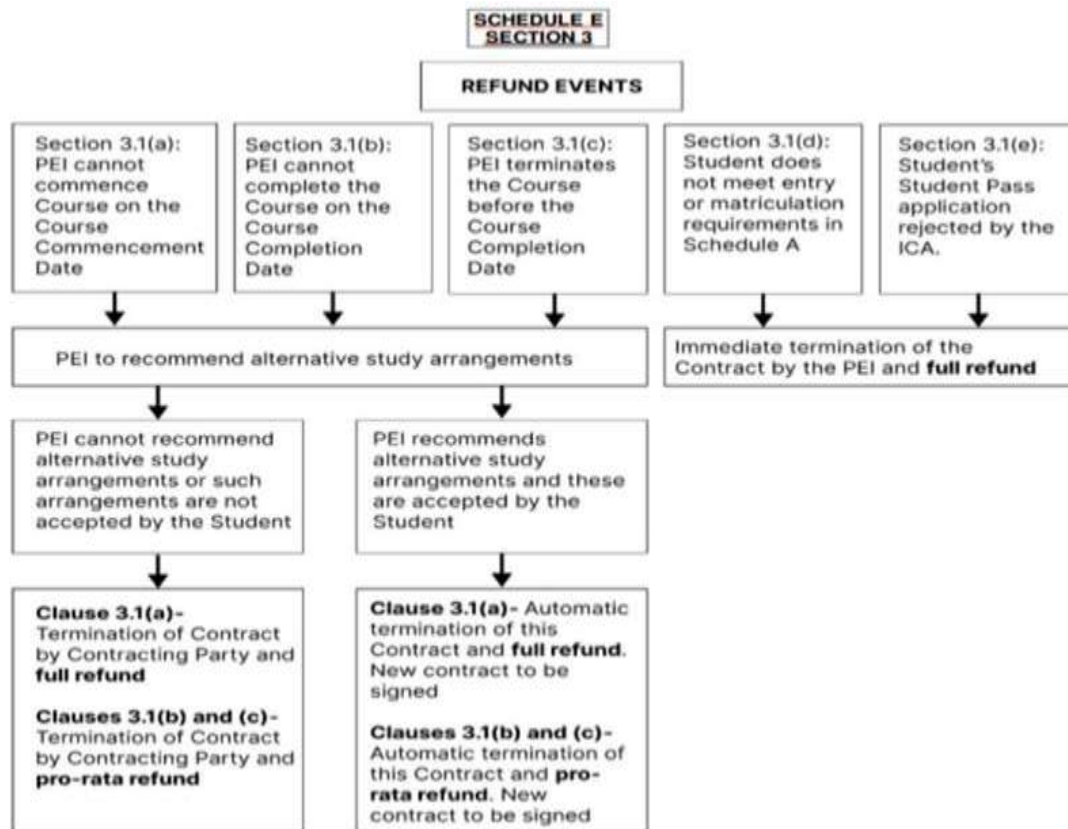 SCHEDULE E
SECTION 3
REFUND EVENTS
Section 3.1(a):
PEI cannot
commence
Course on the
Course
Commencement
Date
Section 3.1(b):
PEI cannot
complete the
Course on the
Course
Completion
Date
Section 3.1(c):
PEI terminates
the Course
before the
Course
Completion
Date
Section 3.1(d):
Student does
not meet entry
or matriculation
requirements in
Schedule A
Section 3.1(e):
Student's
Student Pass
application
rejected by the
ICA.
PEI to recommend alternative study arrangements
Immediate termination of the
Contract by the PEI and full refund
PEI cannot recommend
alternative study
arrangements or such
arrangements are not
accepted by the Student
PEI recommends
alternative study
arrangements and these
are accepted by the
Student
Clause 3.1(a)-
Termination of Contract
by Contracting Party and
full refund
Clauses 3.1(b) and (c)-
Termination of Contract
by Contracting Party and
pro-rata refund
Clause 3.1(a)- Automatic
termination of this
Contract and full refund.
New contract to be
signed
Clauses 3.1(b) and (c)-
Automatic termination of
this Contract and pro-
rata refund. New
contract to be signed